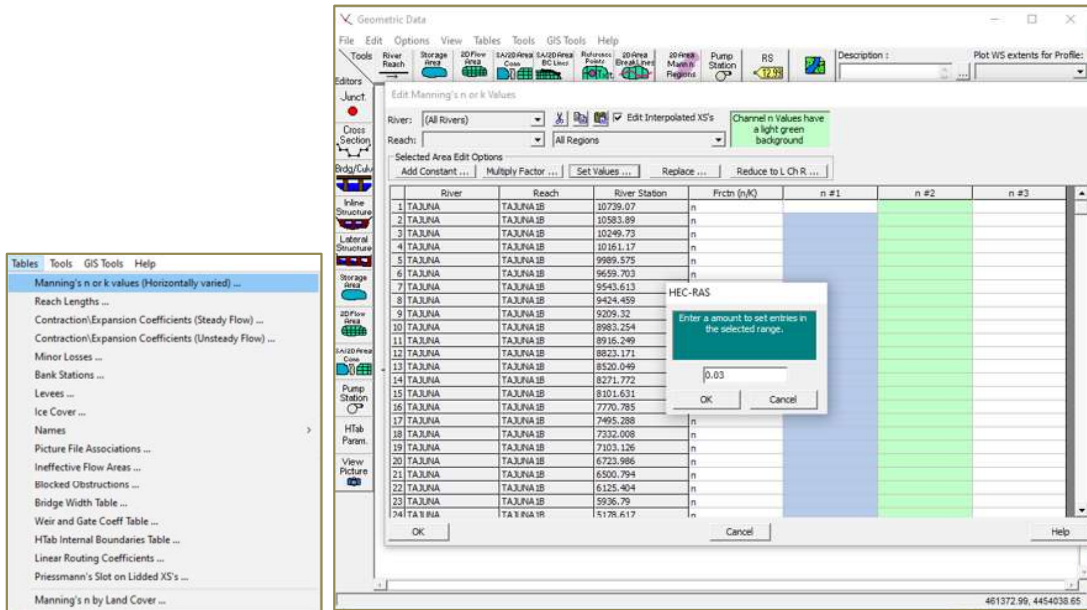 Tables Tools GIS Tools Help
Manning's n or k values (Horizontally varied) ...
Reach Lengths ...
Contraction\Expansion Coefficients (Steady Flow) ...
Contraction\Expansion Coefficients (Unsteady Flow) ...
Minor Losses ...
Bank Stations ...
Levees ...
Ice Cover ...
Names >
Picture File Associations ...
Ineffective Flow Areas ...
Blocked Obstructions ...
Bridge Width Table ...
Weir and Gate Coeff Table ...
HTab Internal Boundaries Table ...
Linear Routing Coefficients ...
Priessmann's Slot on Lidded XS's ...
Manning's n by Land Cover ...
Geometric Data
File Edit Options View Tables Tools GIS Tools Help
Tools River Reach Storage Area 2D Flow Area SA/2D Area Conn SA/2D Area BC Lines Reference Points 2D Area BreakLines 2D Area Mann n Regions Pump Station RS Description : Plot WS extents for Profile:
Editors
Junct.
Cross Section
Brdg/Culv
Inline Structure
Lateral Structure
Storage Area
2D Flow Area
SA/2D Area Conn
Pump Station
HTab Param.
View Picture
Edit Manning's n or k Values
River: (All Rivers) Edit Interpolated XS's Channel n Values have a light green background
Reach: All Regions
Selected Area Edit Options
Add Constant ... Multiply Factor ... Set Values ... Replace ... Reduce to L Ch R ...
River Reach River Station Frctn (n/K) n #1 n #2 n #3
1 TAJUNA TAJUNA1B 10739.07 n
2 TAJUNA TAJUNA1B 10583.89 n
3 TAJUNA TAJUNA1B 10249.73 n
4 TAJUNA TAJUNA1B 10161.17 n
5 TAJUNA TAJUNA1B 9989.575 n
6 TAJUNA TAJUNA1B 9659.703 n
7 TAJUNA TAJUNA1B 9543.613
8 TAJUNA TAJUNA1B 9424.459
9 TAJUNA TAJUNA1B 9209.32
10 TAJUNA TAJUNA1B 8983.254
11 TAJUNA TAJUNA1B 8916.249
12 TAJUNA TAJUNA1B 8823.171
13 TAJUNA TAJUNA1B 8520.049
14 TAJUNA TAJUNA1B 8271.772
15 TAJUNA TAJUNA1B 8101.631
16 TAJUNA TAJUNA1B 7770.785
17 TAJUNA TAJUNA1B 7495.288 n
18 TAJUNA TAJUNA1B 7332.008 n
19 TAJUNA TAJUNA1B 7103.126 n
20 TAJUNA TAJUNA1B 6723.986 n
21 TAJUNA TAJUNA1B 6500.794 n
22 TAJUNA TAJUNA1B 6125.404 n
23 TAJUNA TAJUNA1B 5936.79 n
24 TAJUNA TAJUNA1B 5178.617 n
HEC-RAS
Enter a amount to set entries in
the selected range.
0.03
OK Cancel
OK Cancel Help
461372.99, 4454038.65